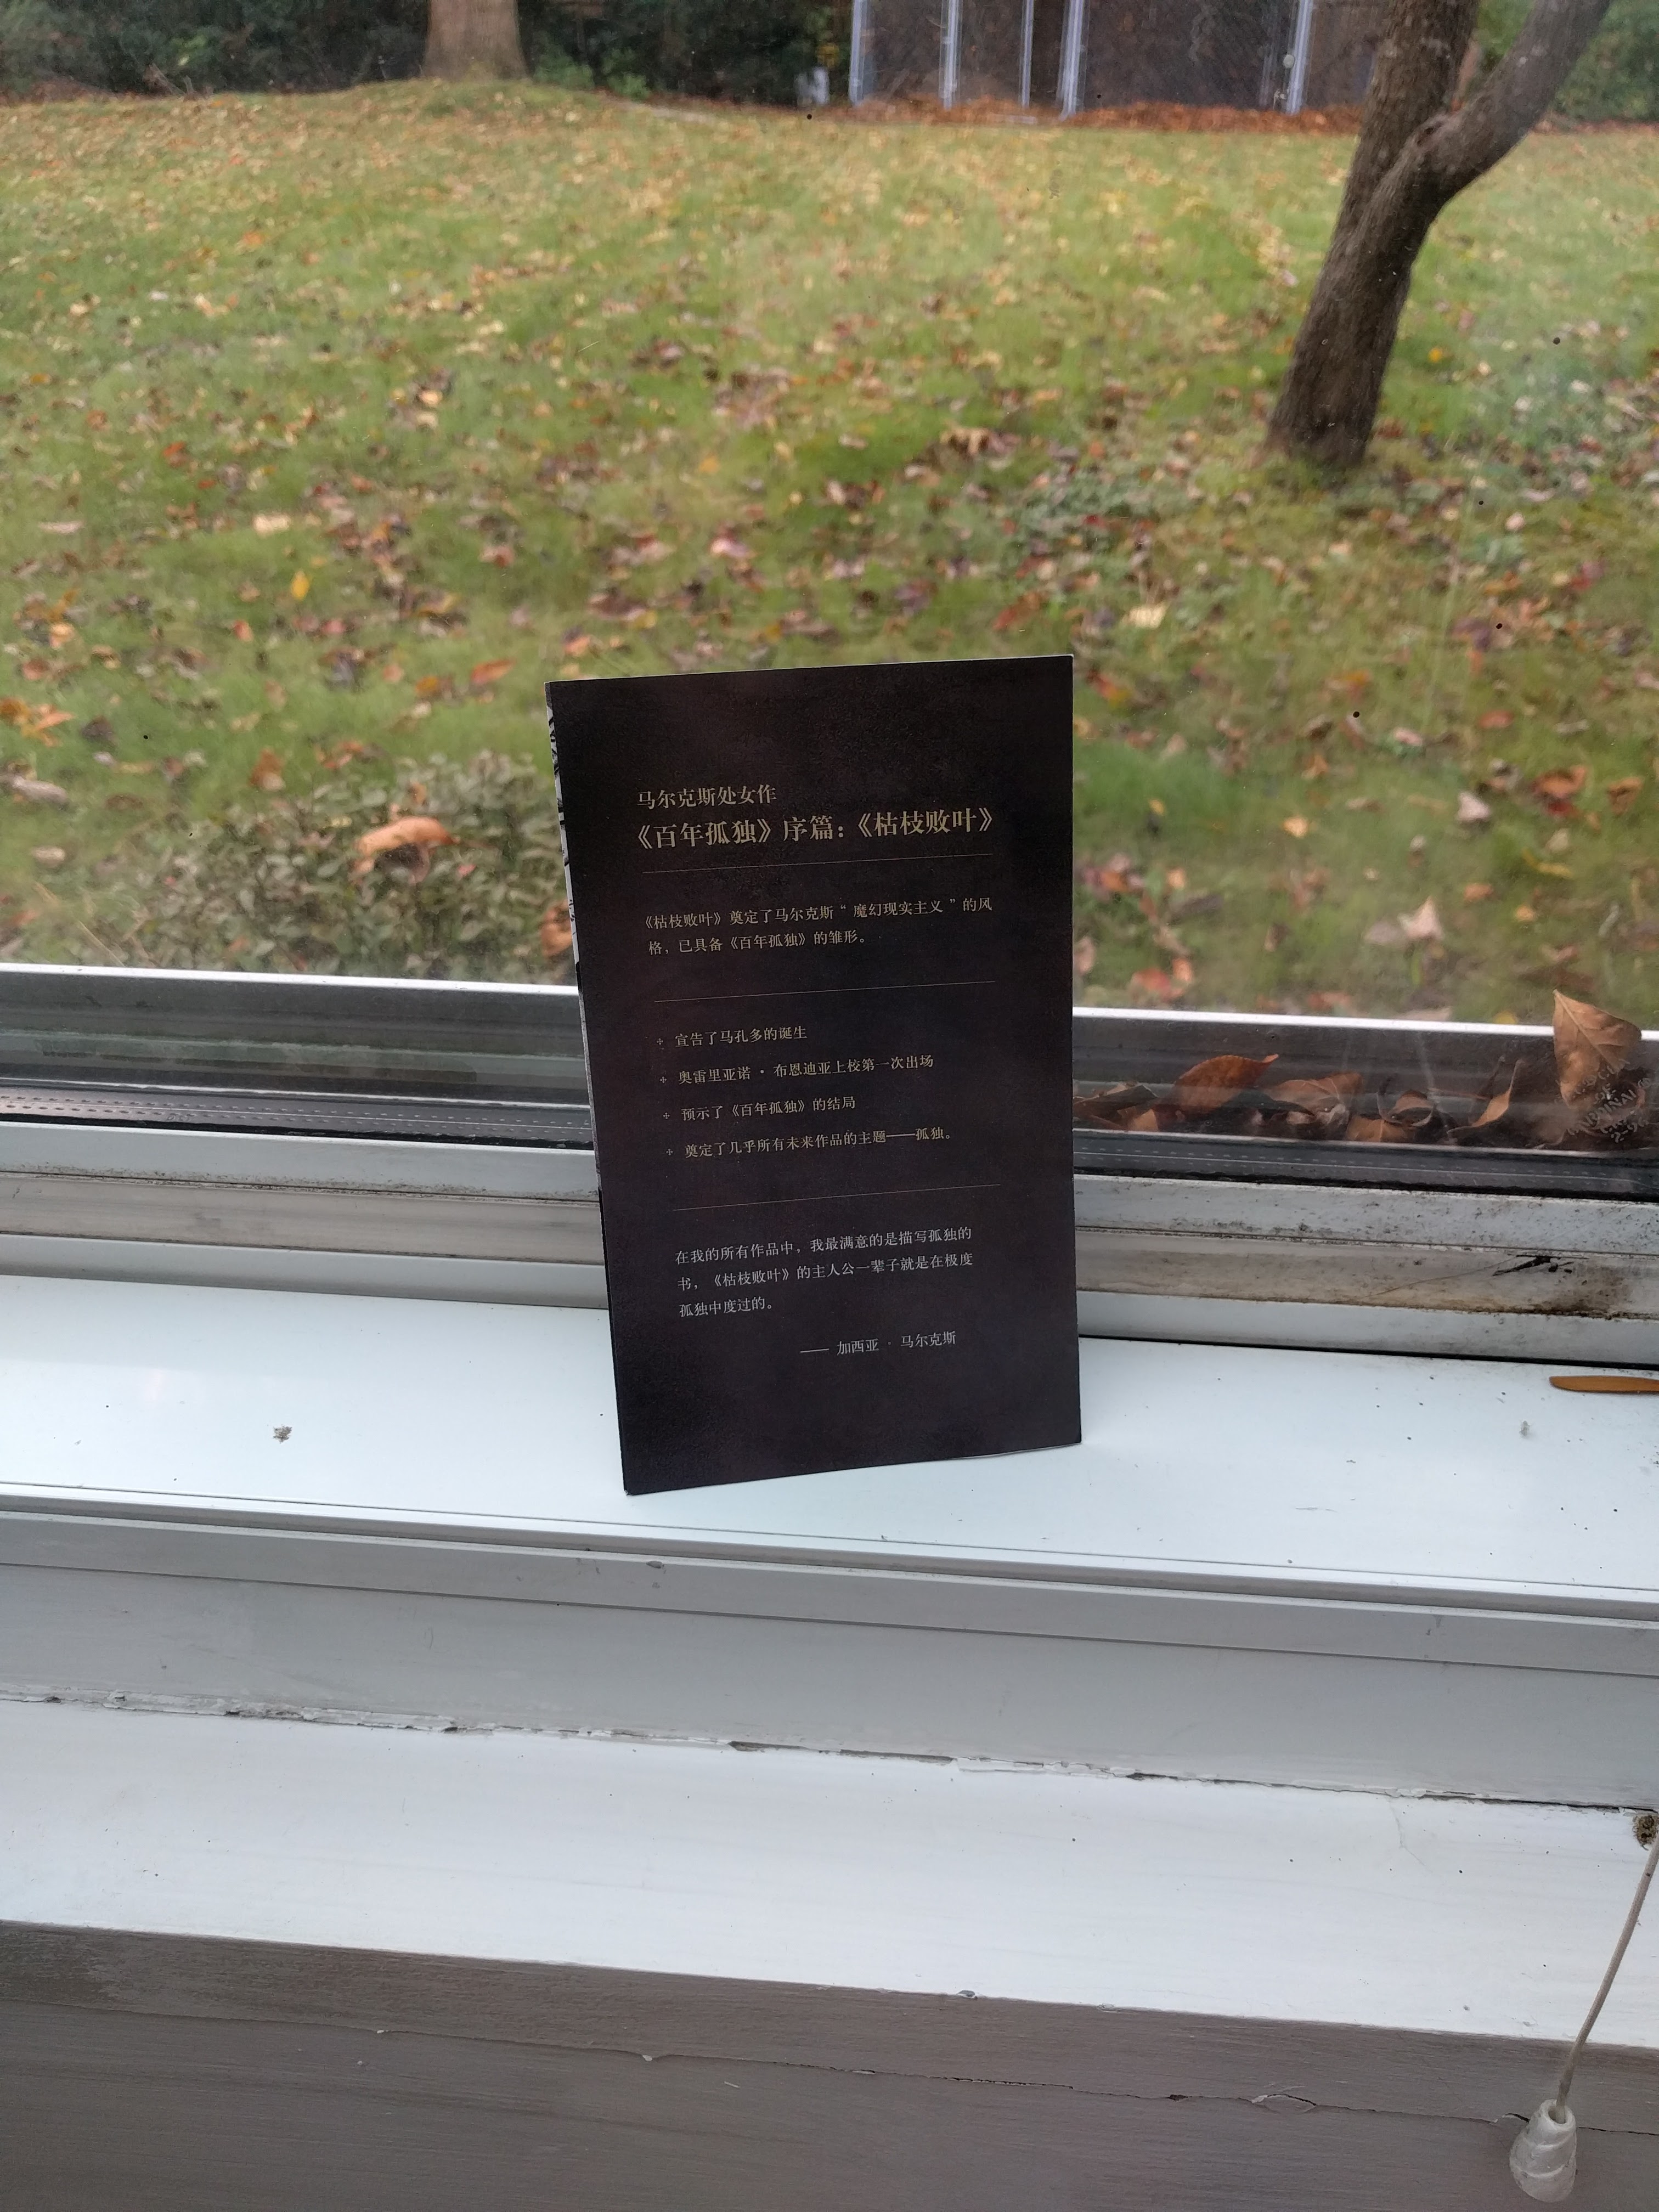 马尔克斯处女作
《百年孤独》序篇：《枯枝败叶》
《枯枝败叶》奠定了马尔克斯“魔幻现实主义”的风
格，已具备《百年孤独》的雏形。
÷ 宣告了马孔多的诞生
÷ 奥雷里亚诺·布恩迪亚上校第一次出场
÷ 预示了《百年孤独》的结局
÷ 奠定了几乎所有未来作品的主题——孤独。
在我的所有作品中，我最满意的是描写孤独的
书，《枯枝败叶》的主人公一辈子就是在极度
孤独中度过的。
—— 加西亚·马尔克斯